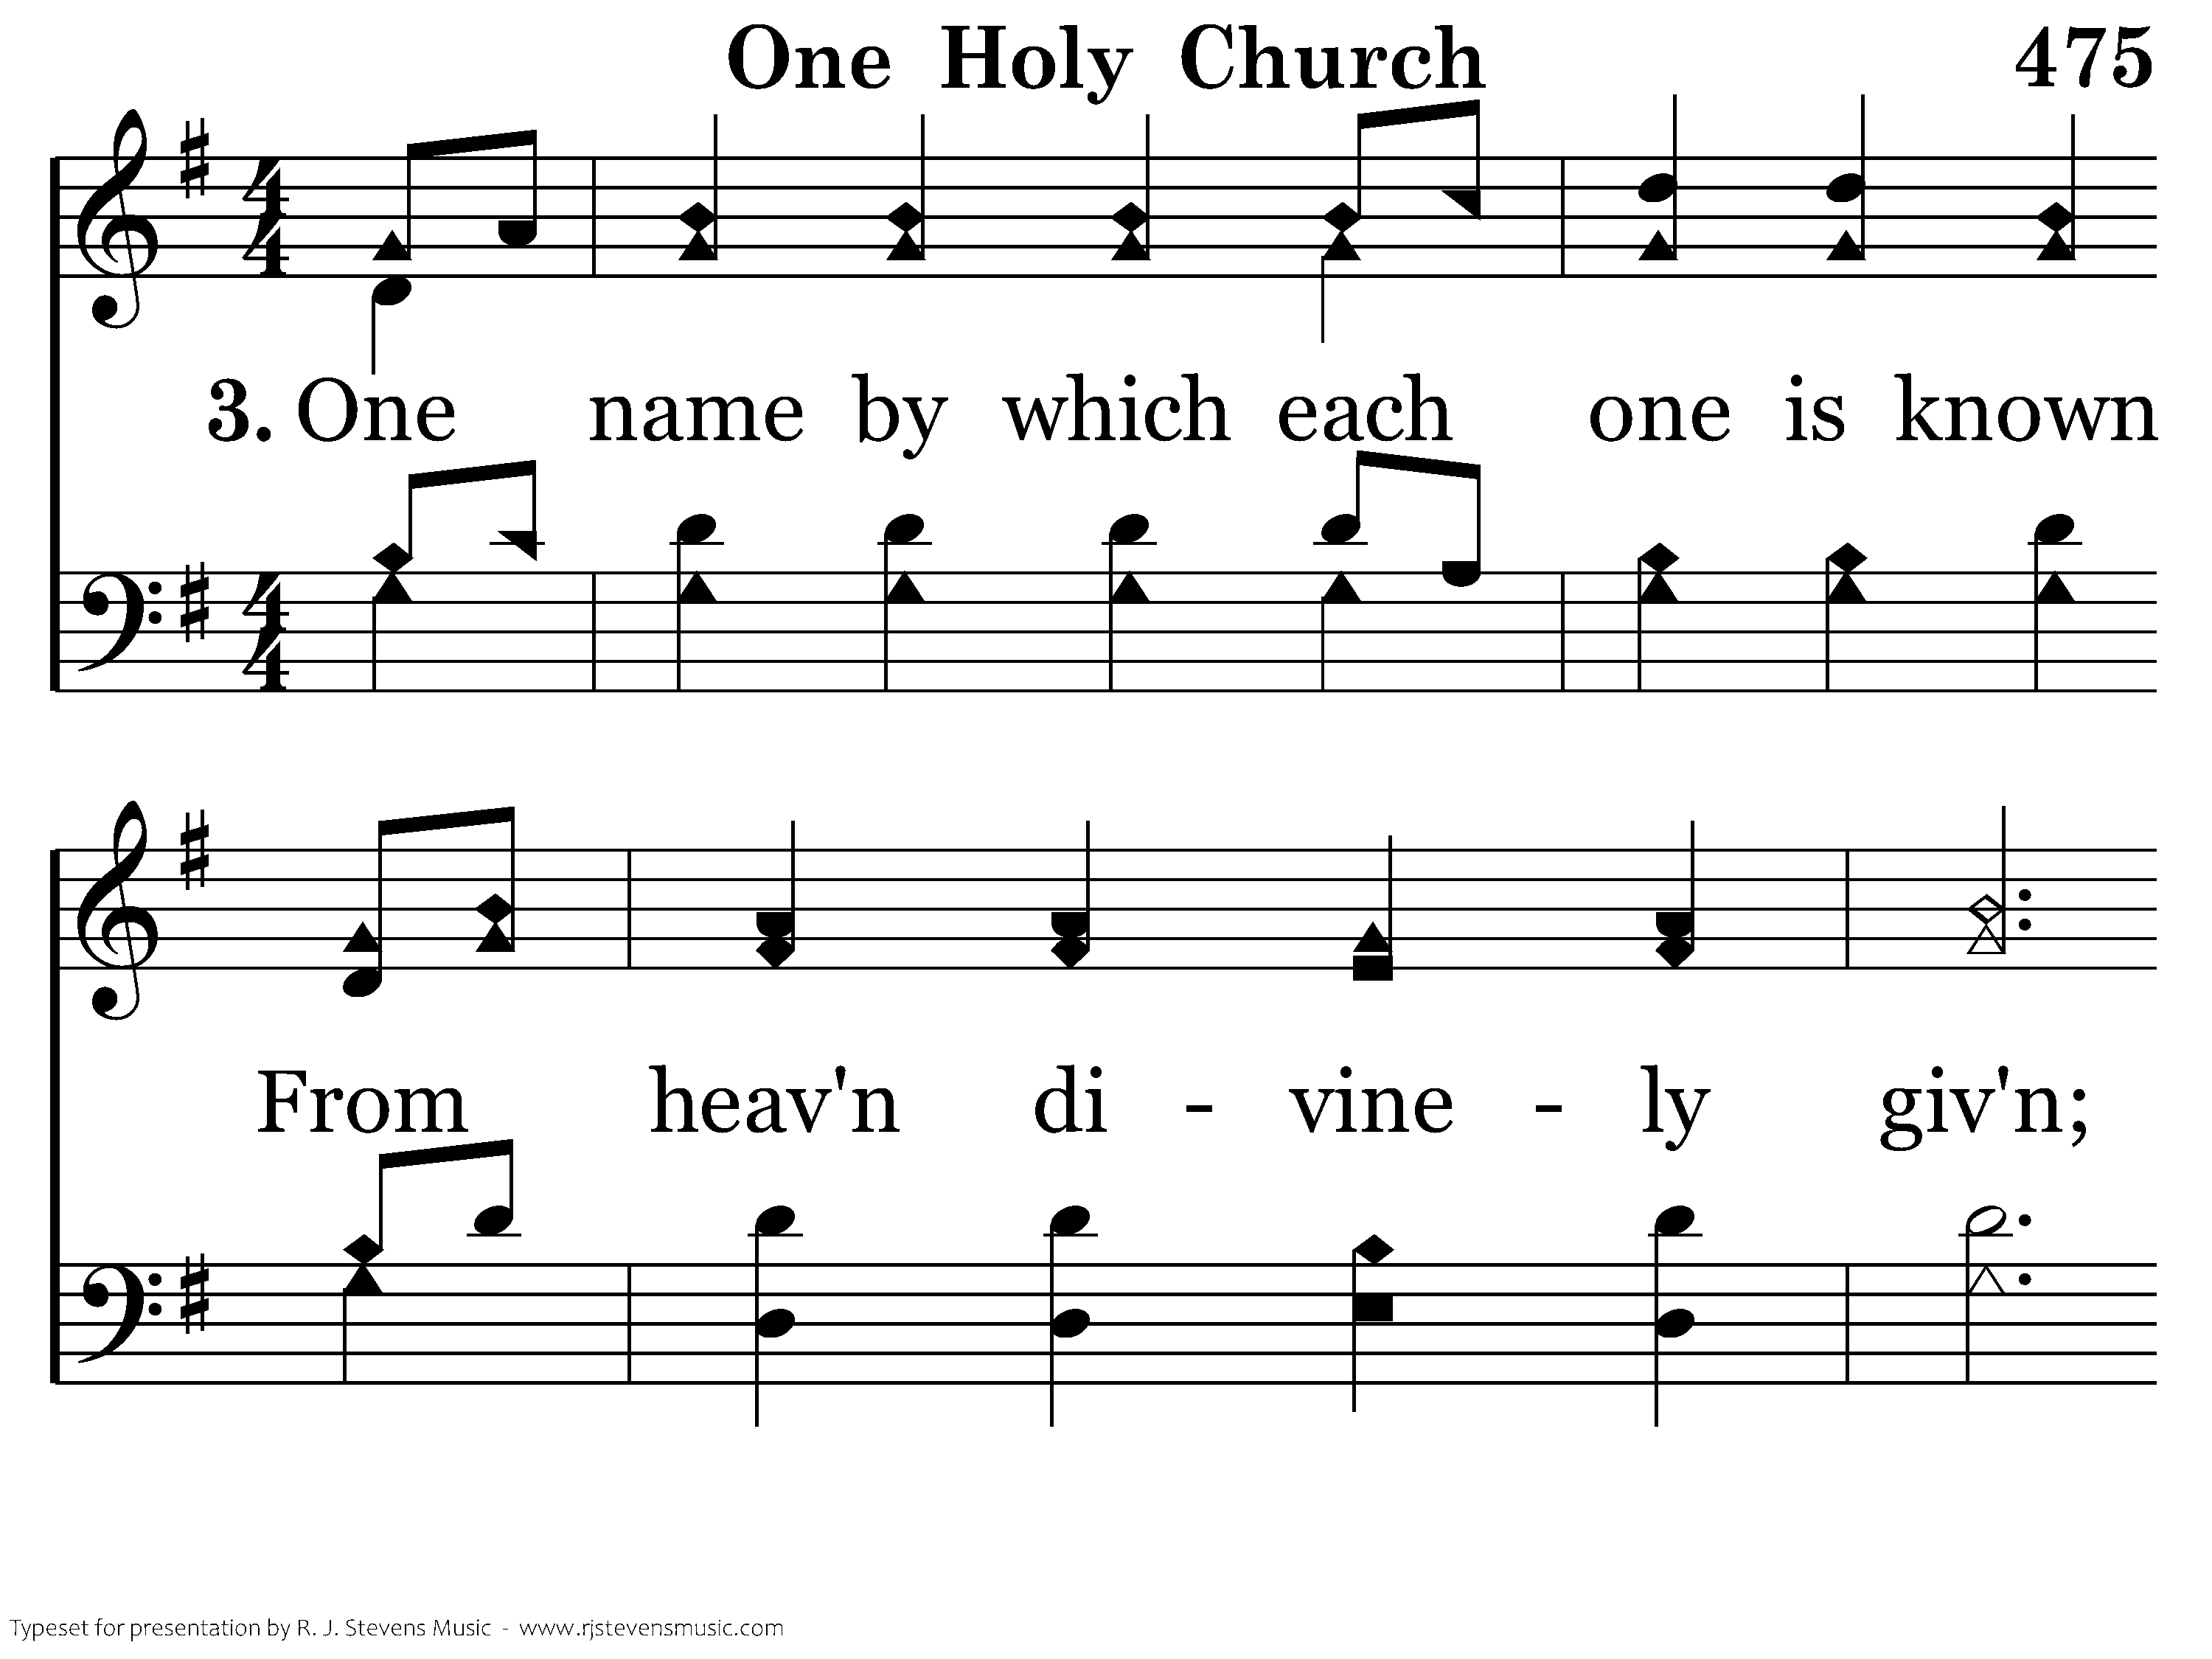 One Holy Church 475
3. One name by which each one is known
From heav'n di - vine - ly giv'n;
Typeset for presentation by R. J. Stevens Music - www.rjstevensmusic.com